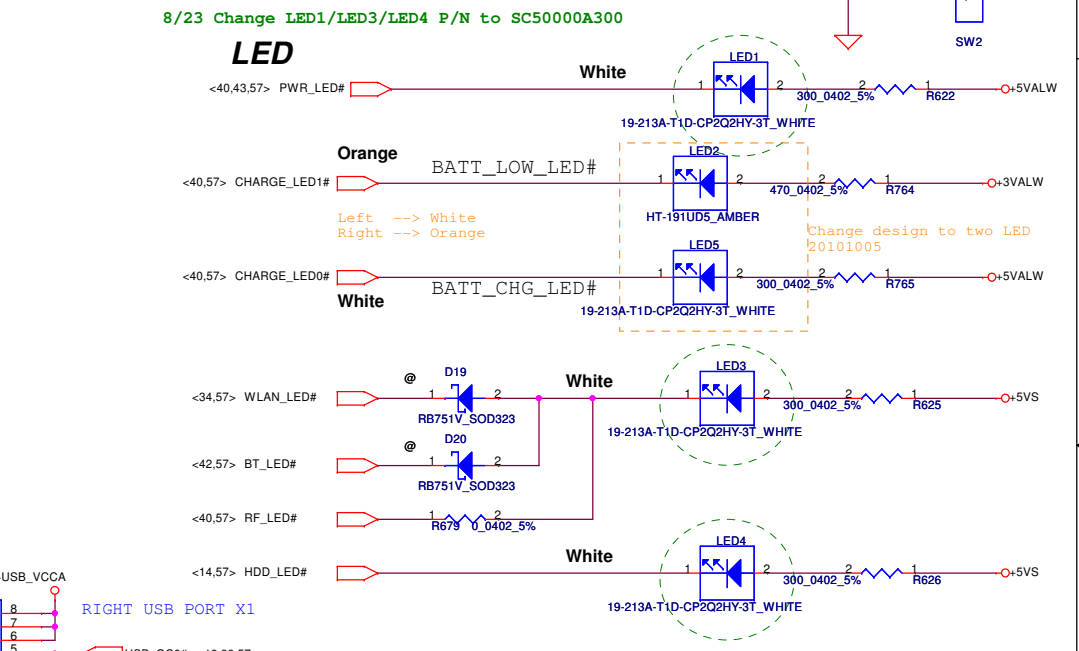 8/23 Change LED1/LED3/LED4 P/N to SC50000A300
SW2
LED
<40,43,57> PWR_LED#
White
LED1
1 2
19-213A-T1D-CP2Q2HY-3T_WHITE
2 1
300_0402_5% R622
+5VALW
Orange
<40,57> CHARGE_LED1#
BATT_LOW_LED#
LED2
1 2
HT-191UD5_AMBER
2 1
470_0402_5% R764
+3VALW
Left --> White
Right --> Orange
Change design to two LED
20101005
<40,57> CHARGE_LED0#
White
BATT_CHG_LED#
LED5
1 2
19-213A-T1D-CP2Q2HY-3T_WHITE
2 1
300_0402_5% R765
+5VALW
<34,57> WLAN_LED#
@
D19
1 2
RB751V_SOD323
White
LED3
1 2
19-213A-T1D-CP2Q2HY-3T_WHITE
2 1
300_0402_5% R625
+5VS
<42,57> BT_LED#
@
D20
1 2
RB751V_SOD323
<40,57> RF_LED#
1 2
R679 0_0402_5%
<14,57> HDD_LED#
White
LED4
1 2
19-213A-T1D-CP2Q2HY-3T_WHITE
2 1
300_0402_5% R626
+5VS
USB_VCCA
RIGHT USB PORT X1
8
7
6
5